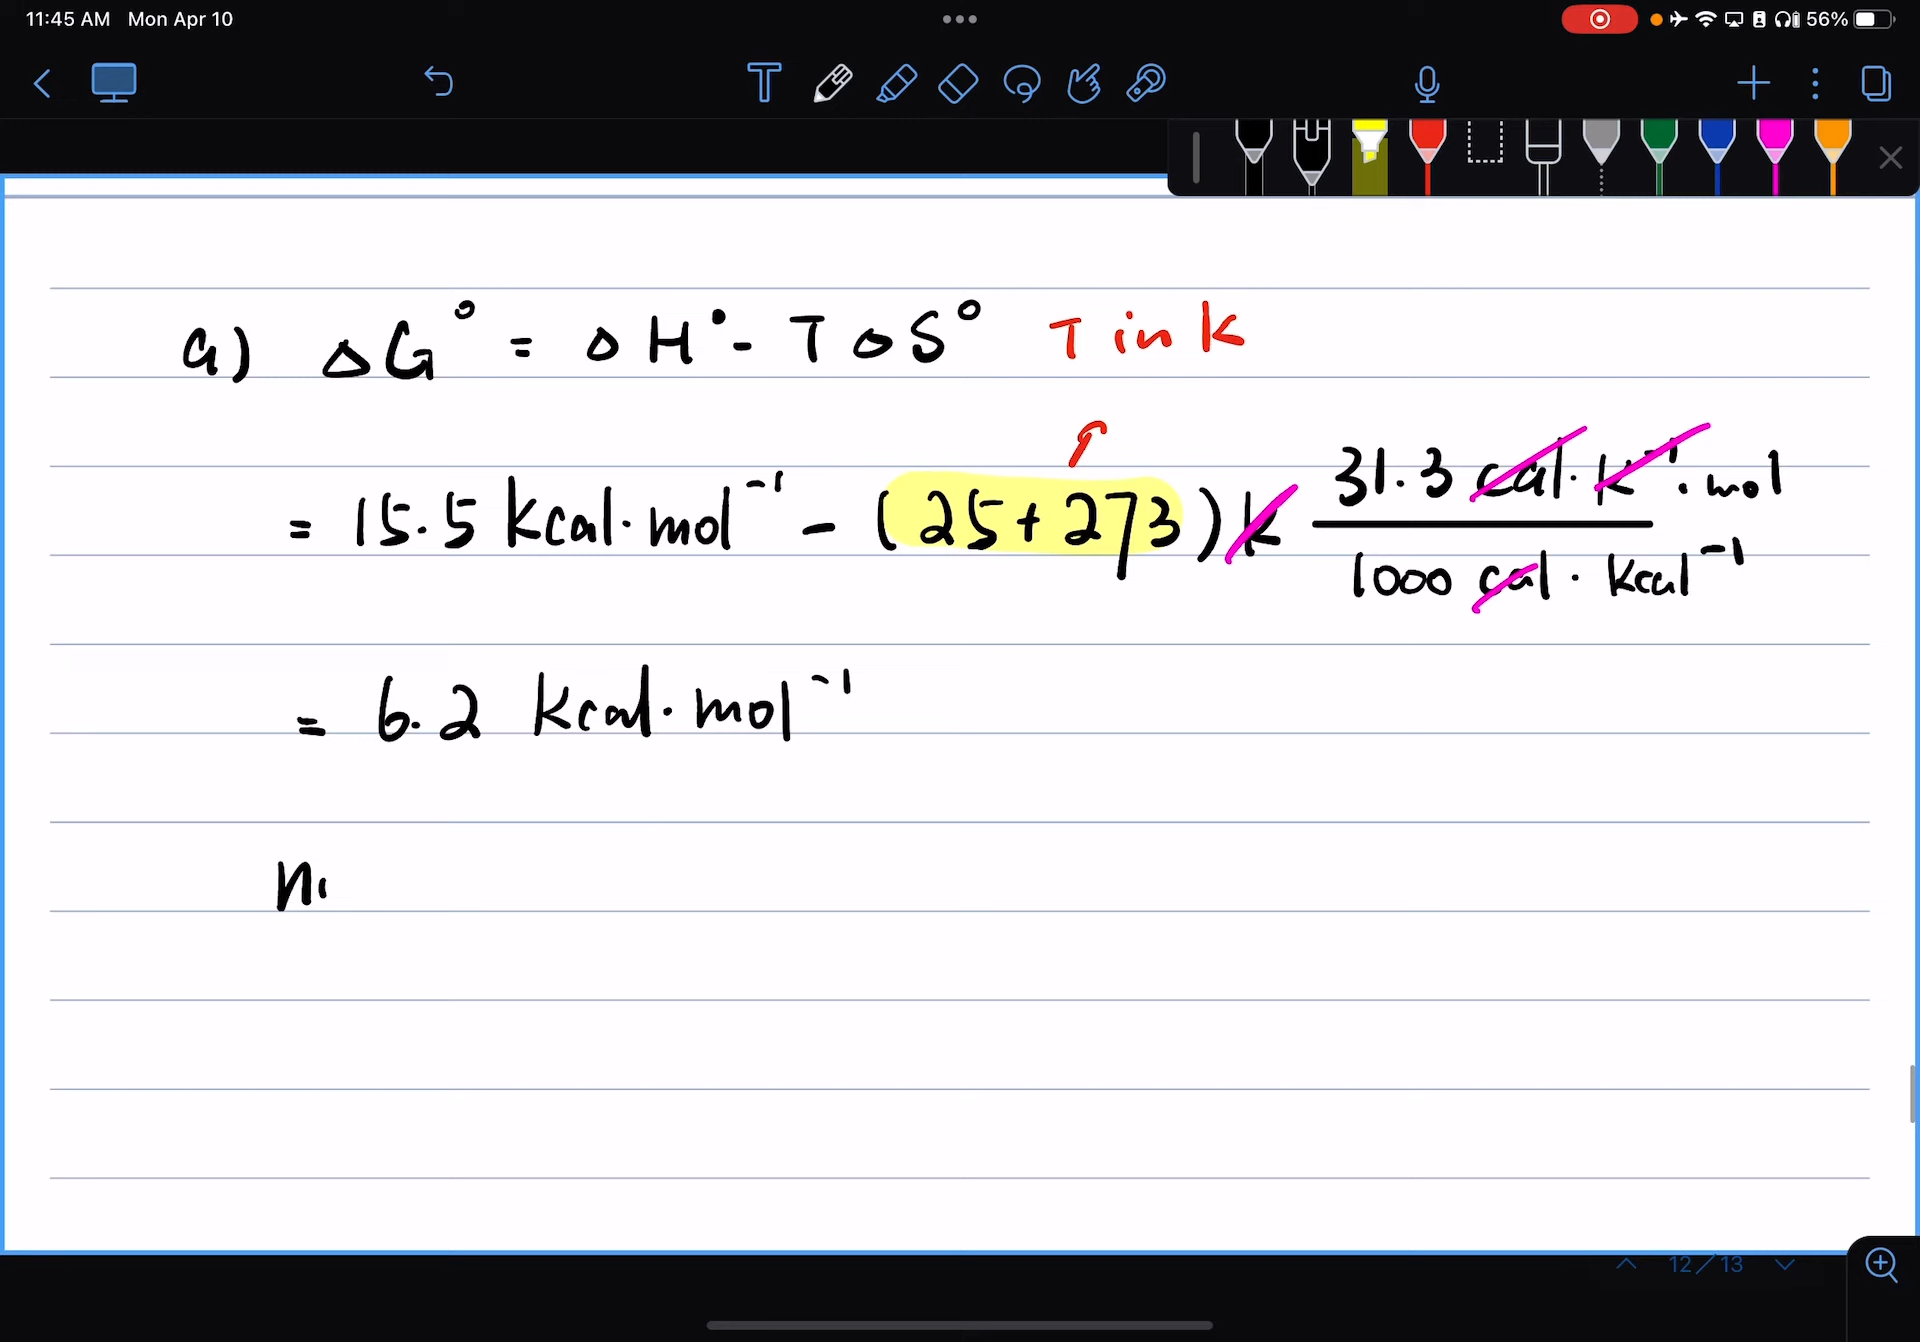 11:45 AM Mon Apr 10
56%
a) ΔG° = ΔH° - TΔS° T in K
= 15.5 kcal·mol⁻¹ - (25+273) K 31.3 cal·K⁻¹·mol
1000 cal · kcal⁻¹
= 6.2 kcal·mol⁻¹
12/13